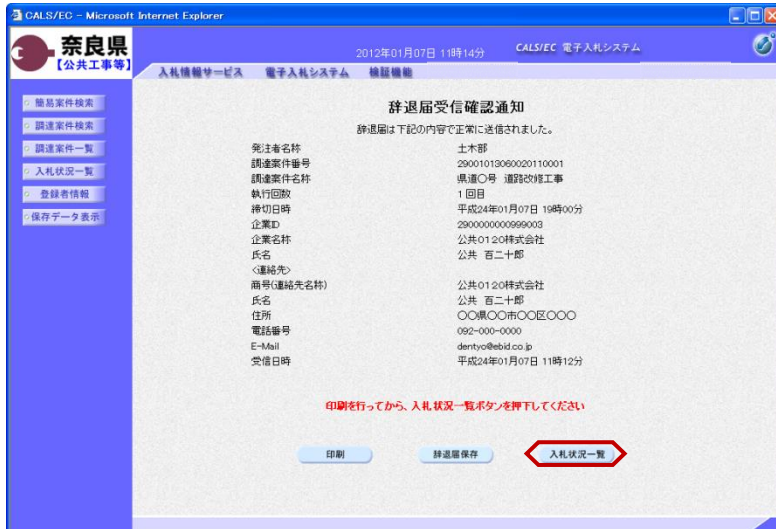 CALS/EC - Microsoft Internet Explorer
奈良県
【公共工事等】
2012年01月07日 11時14分
CALS/EC 電子入札システム
入札情報サービス
電子入札システム
検証機能
簡易案件検索
調達案件検索
調達案件一覧
入札状況一覧
登録者情報
保存データ表示
辞退届受信確認通知
辞退届は下記の内容で正常に送信されました。
発注者名称 土木部
調達案件番号 29001013060020110001
調達案件名称 県道〇号 道路改修工事
執行回数 1回目
締切日時 平成24年01月07日 19時00分
企業ID 2900000000999003
企業名称 公共0120株式会社
氏名 公共 百二十郎
<連絡先>
商号(連絡先名称) 公共0120株式会社
氏名 公共 百二十郎
住所 〇〇県〇〇市〇〇区〇〇〇
電話番号 092-000-0000
E-Mail dentyo@ebid.co.jp
受信日時 平成24年01月07日 11時12分
印刷を行ってから、入札状況一覧ボタンを押下してください
印刷
辞退届保存
入札状況一覧